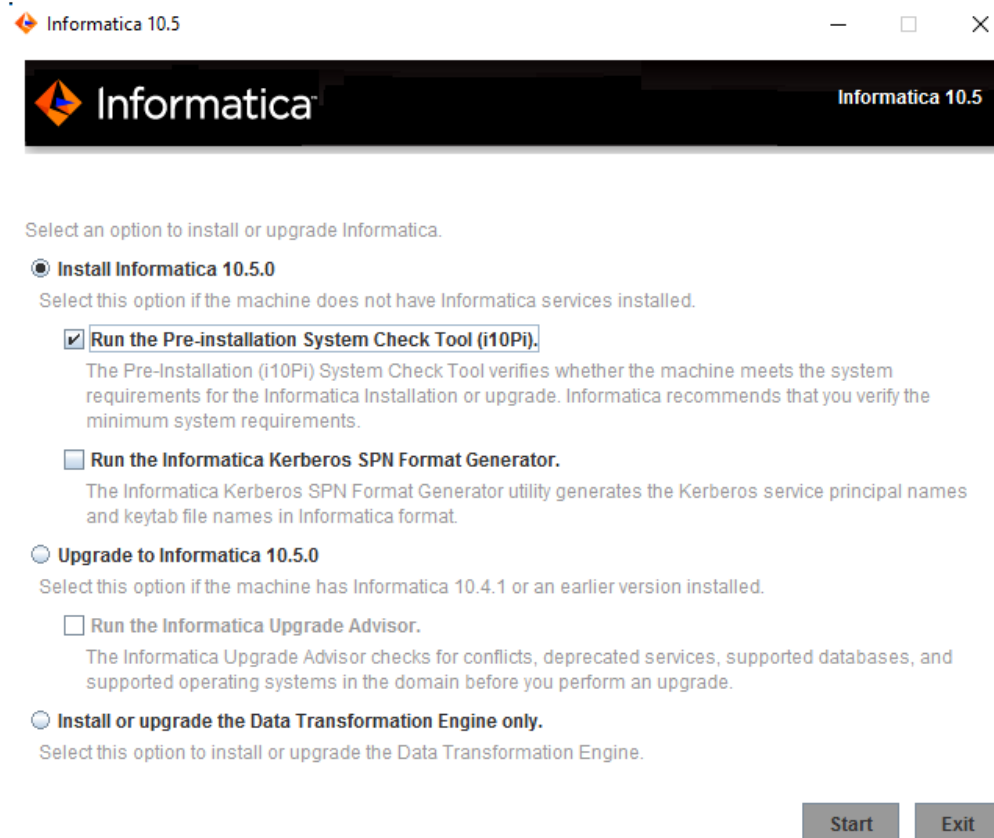 Informatica 10.5
Informatica
Informatica 10.5
Select an option to install or upgrade Informatica.
Install Informatica 10.5.0
Select this option if the machine does not have Informatica services installed.
Run the Pre-installation System Check Tool (i10Pi).
The Pre-Installation (i10Pi) System Check Tool verifies whether the machine meets the system
requirements for the Informatica Installation or upgrade. Informatica recommends that you verify the
minimum system requirements.
Run the Informatica Kerberos SPN Format Generator.
The Informatica Kerberos SPN Format Generator utility generates the Kerberos service principal names
and keytab file names in Informatica format.
Upgrade to Informatica 10.5.0
Select this option if the machine has Informatica 10.4.1 or an earlier version installed.
Run the Informatica Upgrade Advisor.
The Informatica Upgrade Advisor checks for conflicts, deprecated services, supported databases, and
supported operating systems in the domain before you perform an upgrade.
Install or upgrade the Data Transformation Engine only.
Select this option to install or upgrade the Data Transformation Engine.
Start Exit